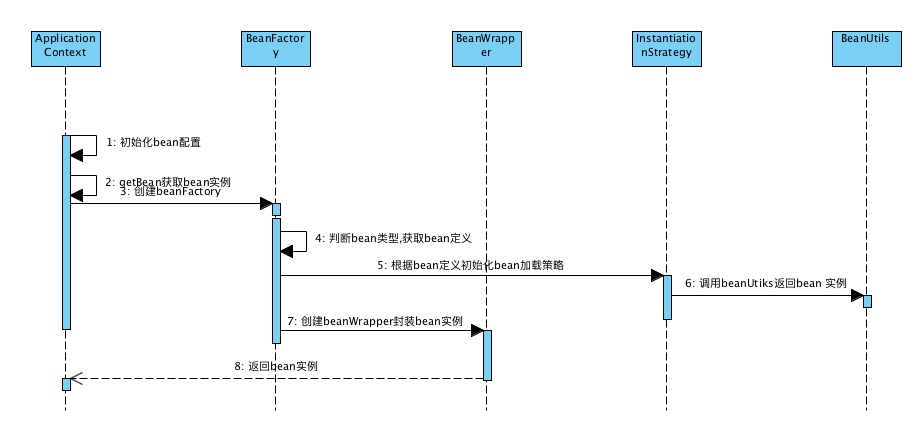 Application
Context
BeanFactor
y
BeanWrapp
er
Instantiatio
nStrategy
BeanUtils
1: 初始化bean配置
2: getBean获取bean实例
3: 创建beanFactory
4: 判断bean类型,获取bean定义
5: 根据bean定义初始化bean加载策略
6: 调用beanUtiks返回bean 实例
7: 创建beanWrapper封装bean实例
8: 返回bean实例